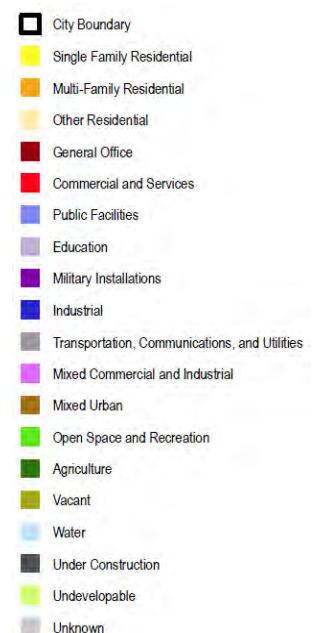 City Boundary
Single Family Residential
Multi-Family Residential
Other Residential
General Office
Commercial and Services
Public Facilities
Education
Military Installations
Industrial
Transportation, Communications, and Utilities
Mixed Commercial and Industrial
Mixed Urban
Open Space and Recreation
Agriculture
Vacant
Water
Under Construction
Undevelopable
Unknown